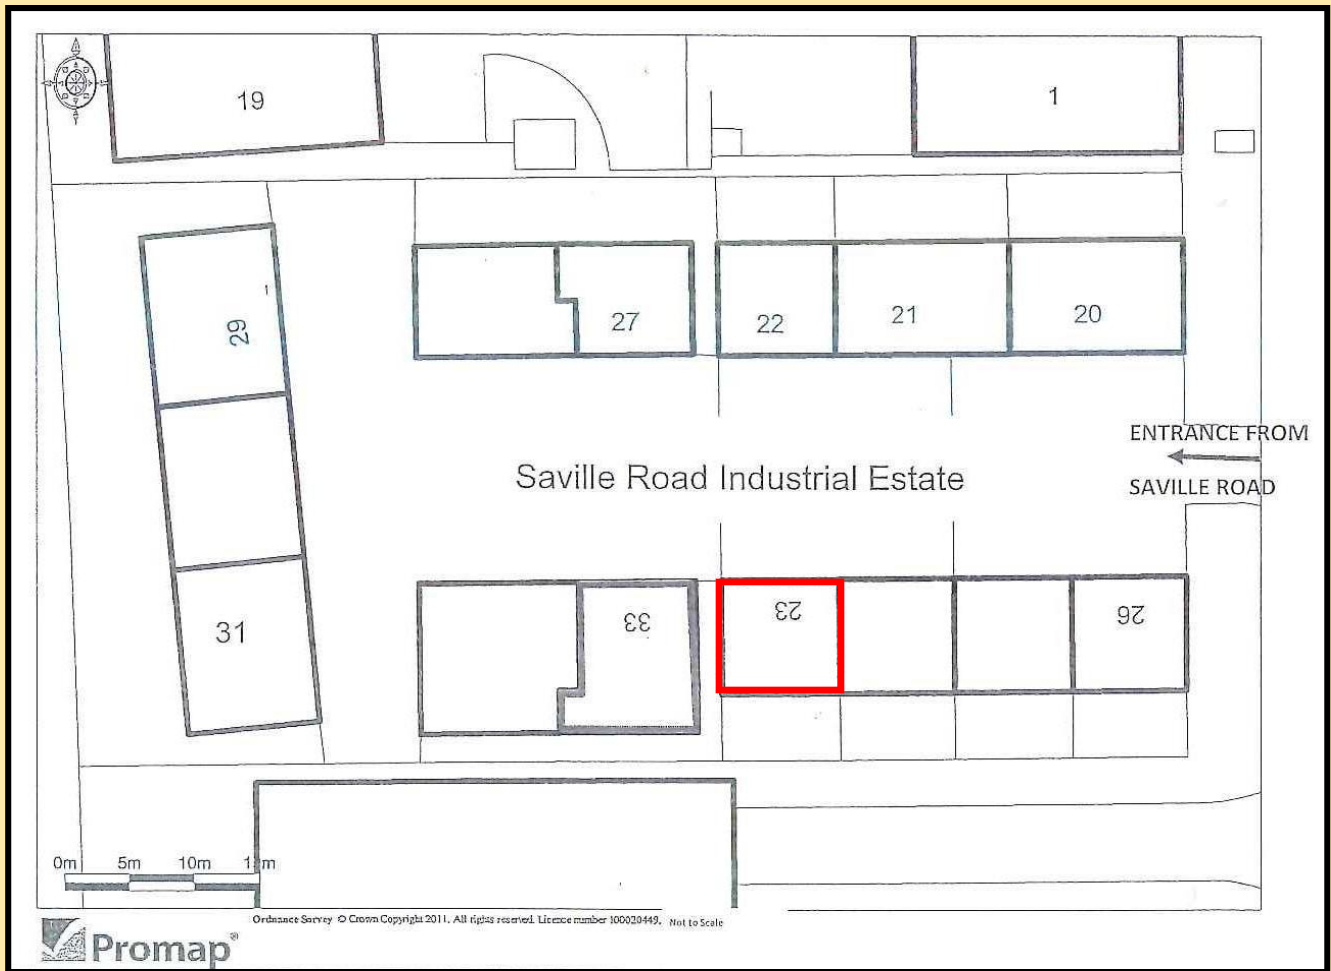 19
1
29
27
22
21
20
ENTRANCE FROM
SAVILLE ROAD
Saville Road Industrial Estate
31
33
23
26
0m 5m 10m
Ordnance Survey © Crown Copyright 2011. All rights reserved. Licence number 100020449. Not to Scale
Promap®